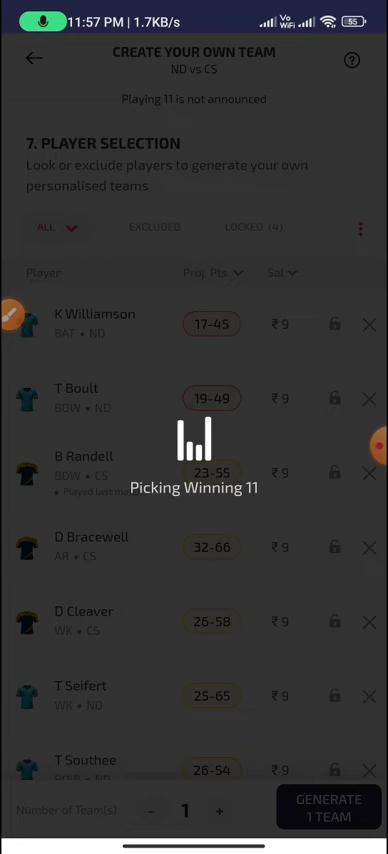 11:57 PM | 1.7KB/s
Vo
WiFi
55
CREATE YOUR OWN TEAM
ND vs CS
Playing 11 is not announced
7. PLAYER SELECTION
Look or exclude players to generate your own
personalised teams
ALL
EXCLUDED
LOCKED (4)
Player
Proj. Pts
Sal
K Williamson
BAT • ND
17-45
₹ 9
T Boult
BOW • ND
19-49
₹ 9
B Randell
BOW • CS
• Played last
23-55
₹ 9
Picking Winning 11
D Bracewell
AR • CS
32-66
₹ 9
D Cleaver
WK • CS
26-58
₹ 9
T Seifert
WK • ND
25-65
₹ 9
T Southee
BOW • ND
26-54
₹ 9
Number of Team(s)
- 1 +
GENERATE
1 TEAM